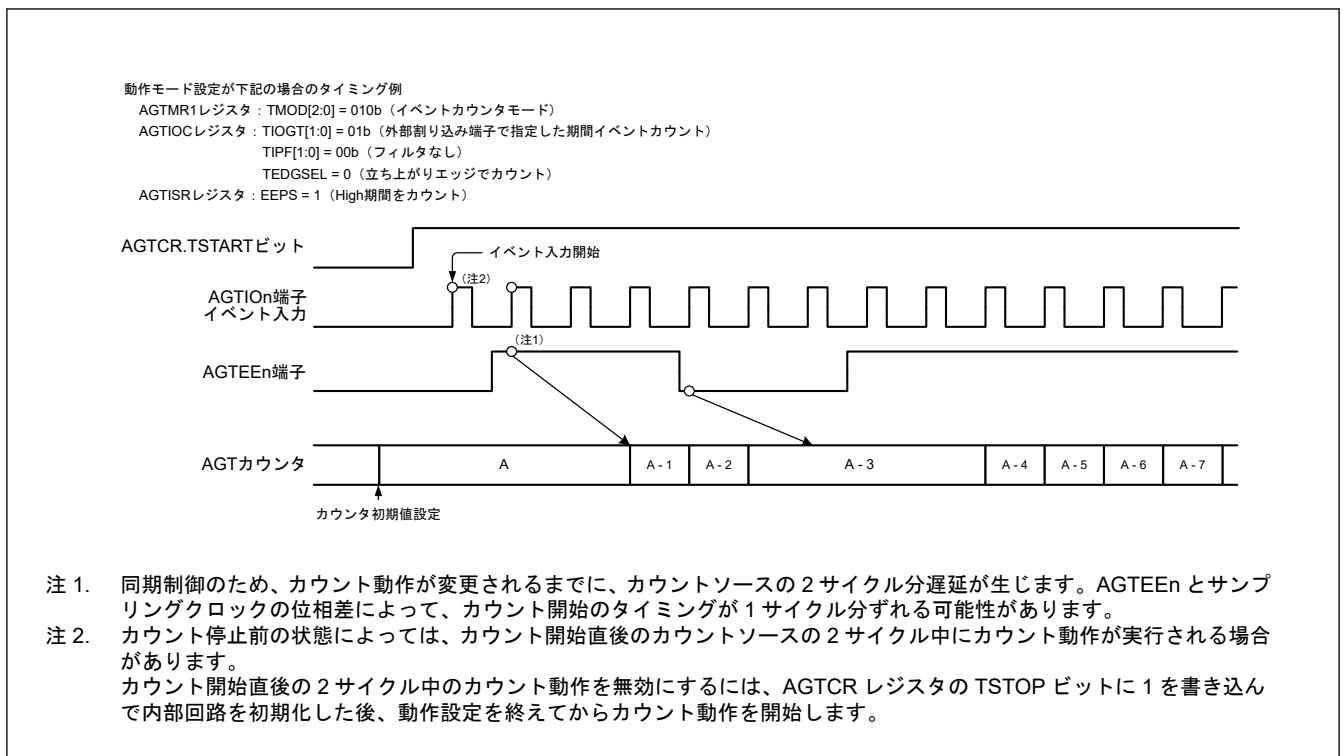 動作モード設定が下記の場合のタイミング例
AGTMR1レジスタ：TMOD[2:0] = 010b（イベントカウンタモード）
AGTIOCレジスタ：TIOGT[1:0] = 01b（外部割り込み端子で指定した期間イベントカウント）
TIPF[1:0] = 00b（フィルタなし）
TEDGSEL = 0（立ち上がりエッジでカウント）
AGTISRレジスタ：EEPS = 1（High期間をカウント）
AGTCR.TSTARTビット
イベント入力開始
（注2）
AGTIOn端子
イベント入力
（注1）
AGTEEn端子
AGTカウンタ
A
A - 1
A - 2
A - 3
A - 4
A - 5
A - 6
A - 7
カウンタ初期値設定
注 1. 同期制御のため、カウント動作が変更されるまでに、カウントソースの 2 サイクル分遅延が生じます。AGTEEn とサンプ
リングクロックの位相差によって、カウント開始のタイミングが 1 サイクル分ずれる可能性があります。
注 2. カウント停止前の状態によっては、カウント開始直後のカウントソースの 2 サイクル中にカウント動作が実行される場合
があります。
カウント開始直後の 2 サイクル中のカウント動作を無効にするには、AGTCR レジスタの TSTOP ビットに 1 を書き込ん
で内部回路を初期化した後、動作設定を終えてからカウント動作を開始します。